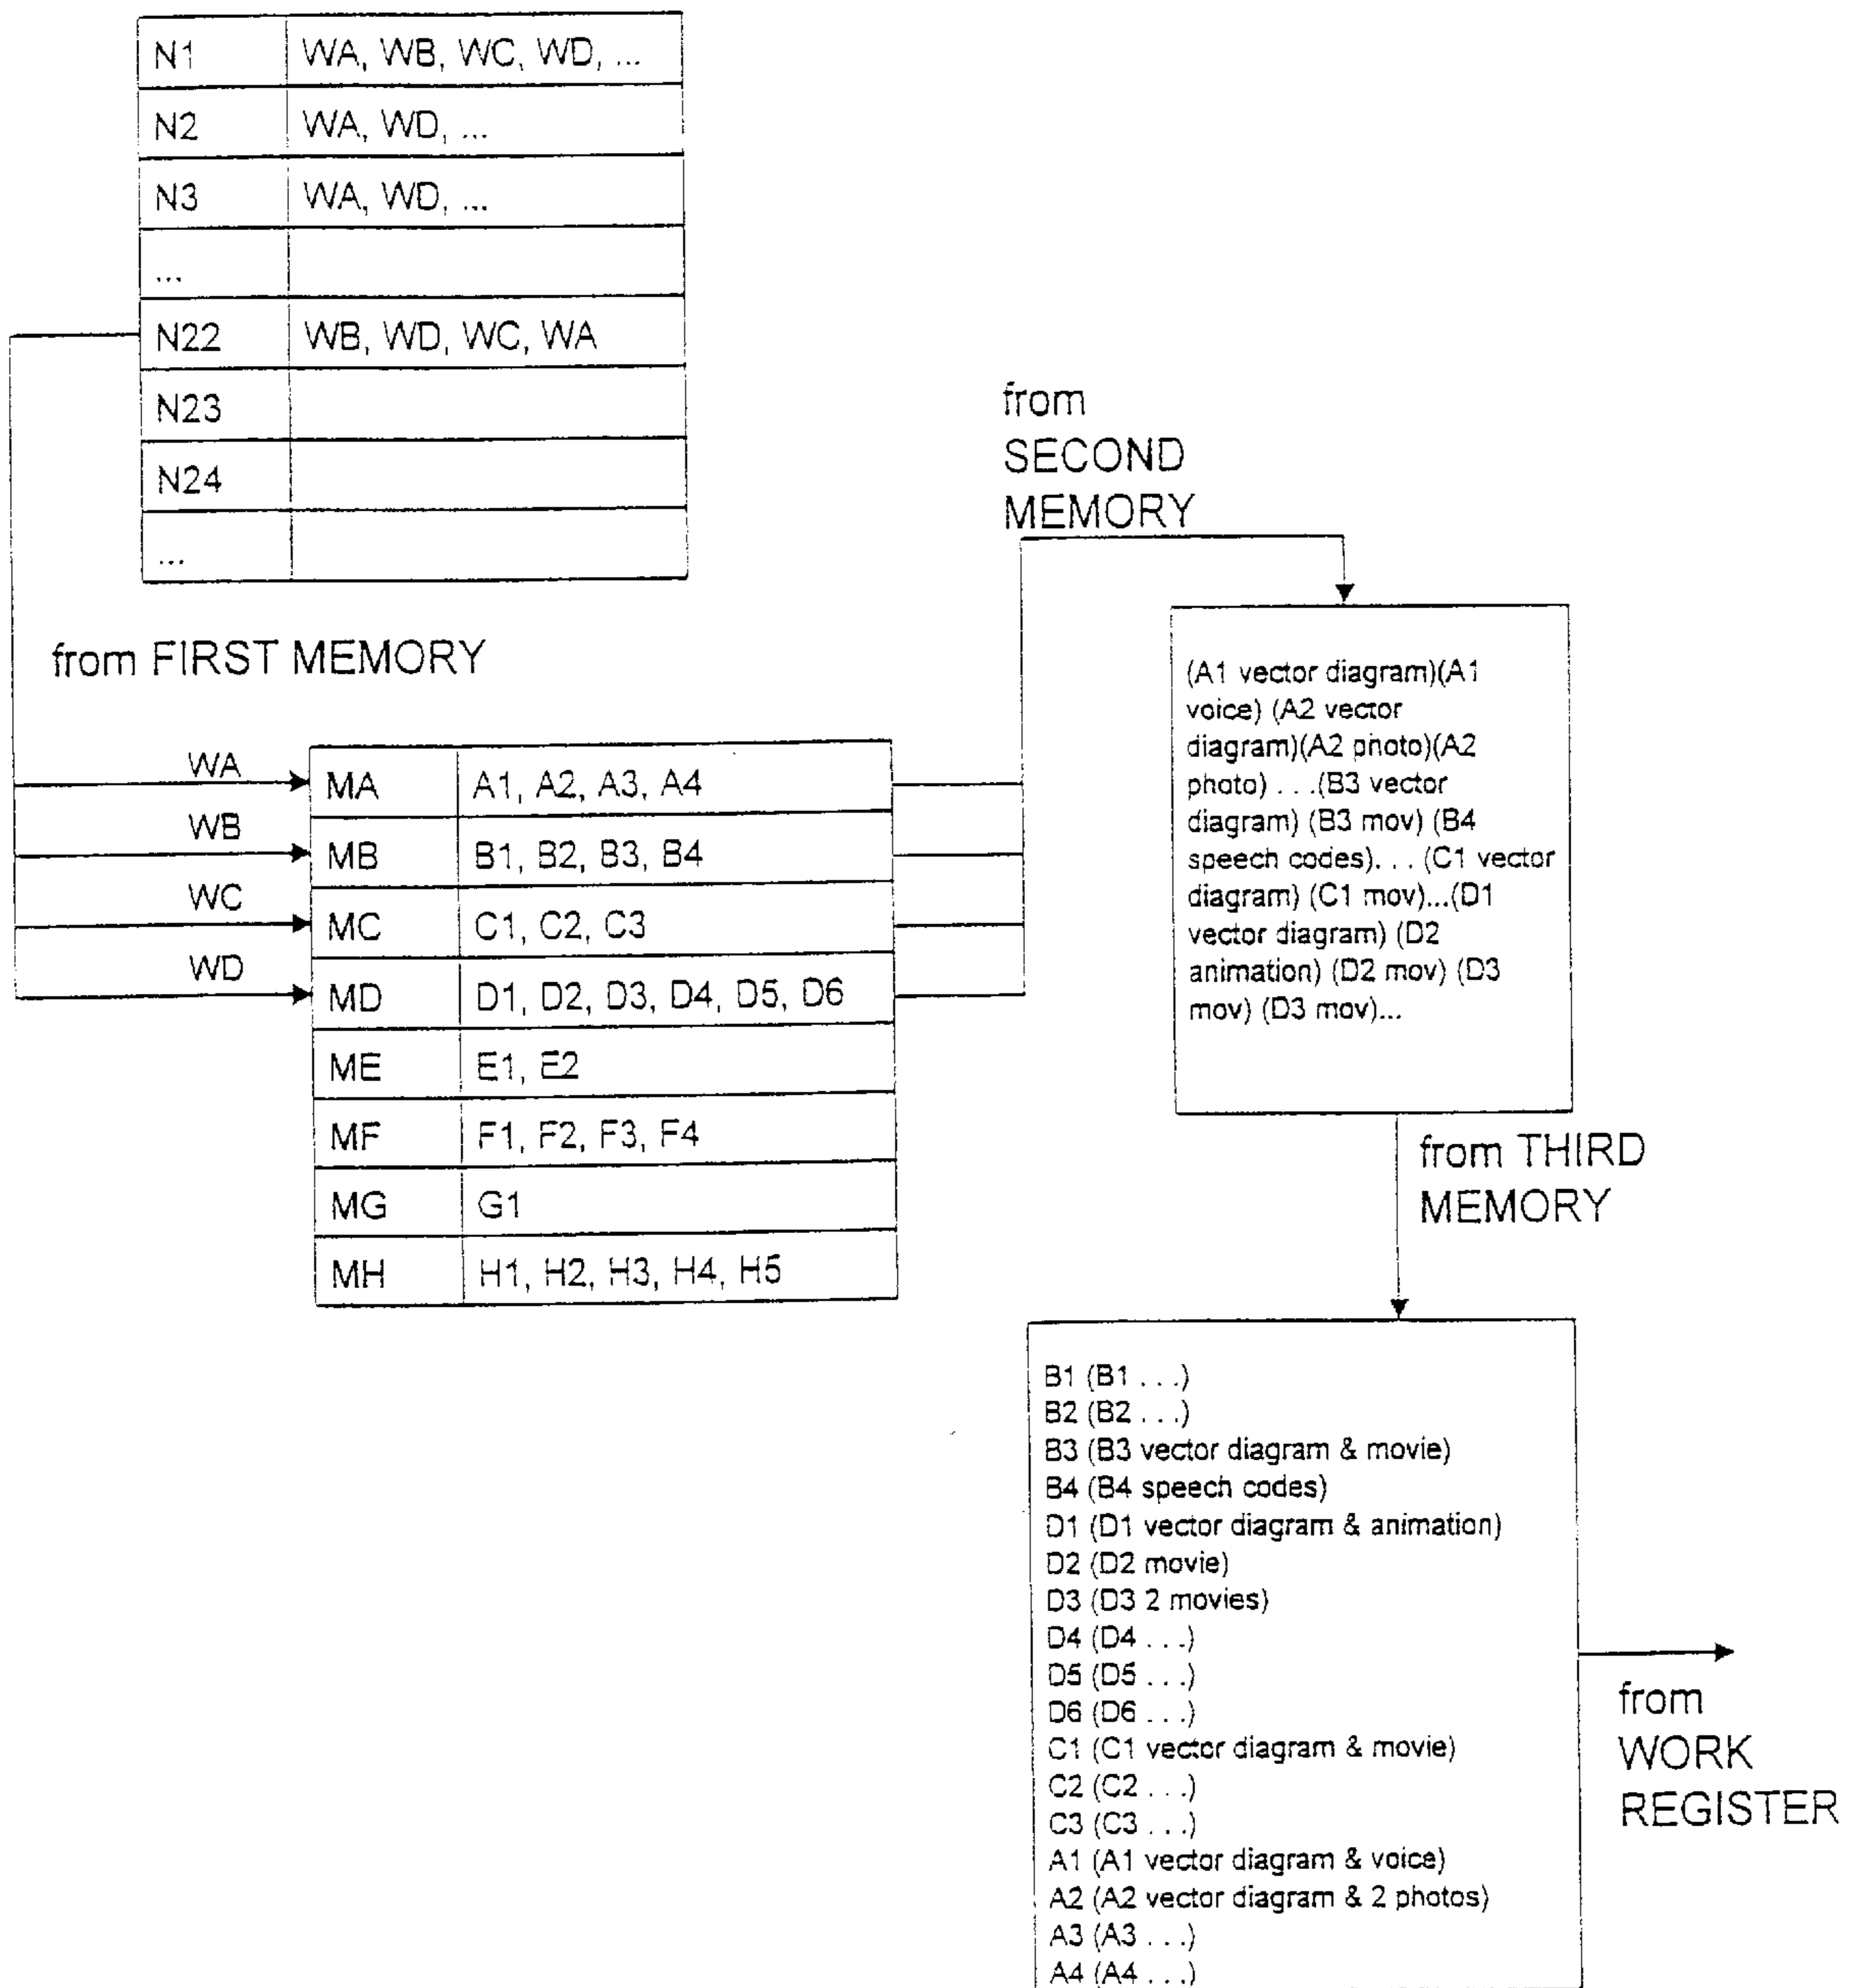 N1 WA, WB, WC, WD, ...
N2 WA, WD, ...
N3 WA, WD, ...
...
N22 WB, WD, WC, WA
N23
N24
...
from FIRST MEMORY
WA
WB
WC
WD
MA A1, A2, A3, A4
MB B1, B2, B3, B4
MC C1, C2, C3
MD D1, D2, D3, D4, D5, D6
ME E1, E2
MF F1, F2, F3, F4
MG G1
MH H1, H2, H3, H4, H5
from
SECOND
MEMORY
(A1 vector diagram)(A1
voice) (A2 vector
diagram)(A2 photo)(A2
photo) . . .(B3 vector
diagram) (B3 mov) (B4
speech codes). . . (C1 vector
diagram) (C1 mov)...(D1
vector diagram) (D2
animation) (D2 mov) (D3
mov) (D3 mov)...
from THIRD
MEMORY
B1 (B1 . . .)
B2 (B2 . . .)
B3 (B3 vector diagram & movie)
B4 (B4 speech codes)
D1 (D1 vector diagram & animation)
D2 (D2 movie)
D3 (D3 2 movies)
D4 (D4 . . .)
D5 (D5 . . .)
D6 (D6 . . .)
C1 (C1 vector diagram & movie)
C2 (C2 . . .)
C3 (C3 . . .)
A1 (A1 vector diagram & voice)
A2 (A2 vector diagram & 2 photos)
A3 (A3 . . .)
A4 (A4 . . .)
from
WORK
REGISTER